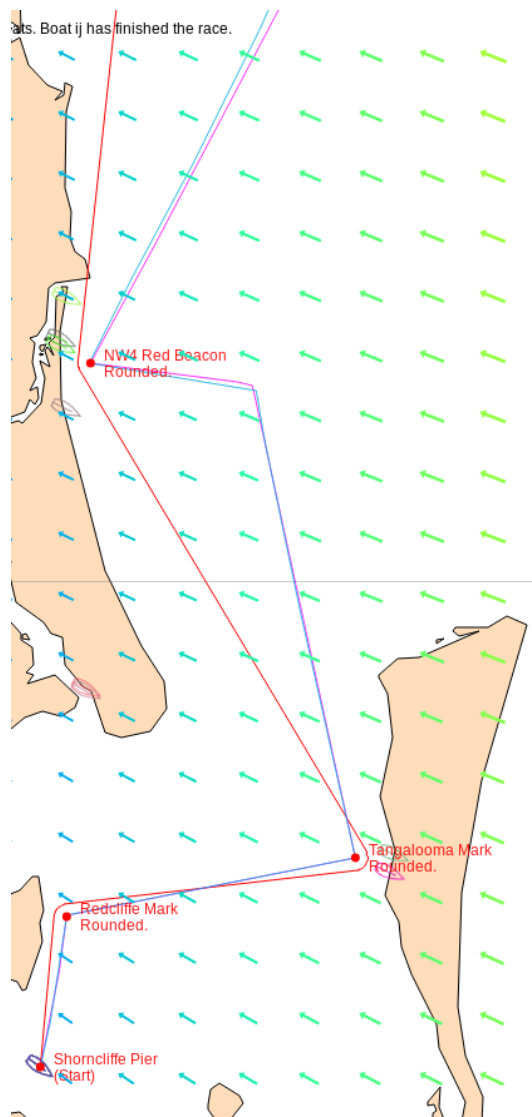 ats. Boat ij has finished the race.
NW4 Red Beacon
Rounded.
Tangalooma Mark
Rounded.
Redcliffe Mark
Rounded.
Shorncliffe Pier
(Start)